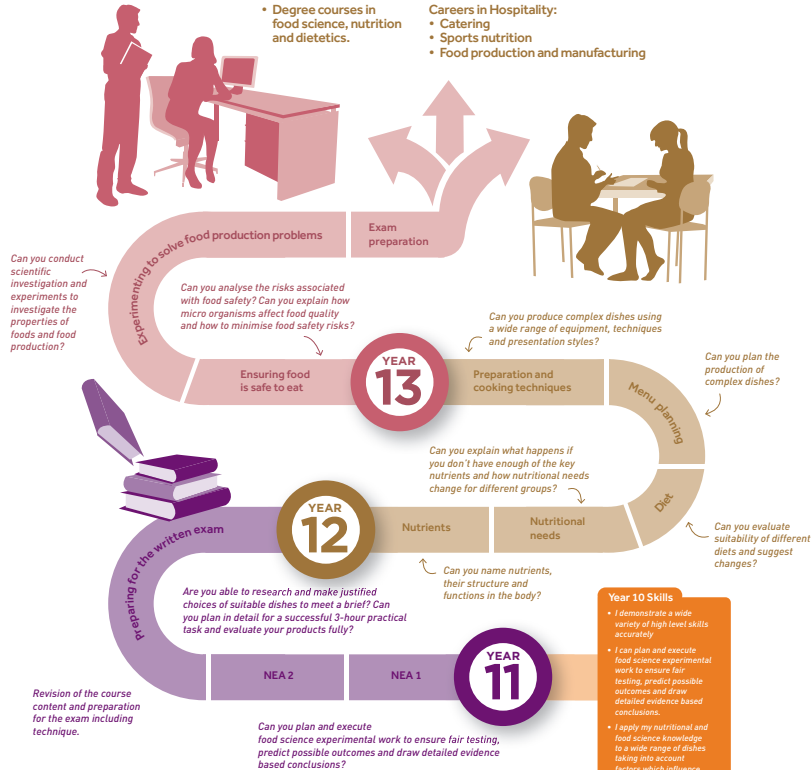 • Degree courses in
food science, nutrition
and dietetics.
Careers in Hospitality:
• Catering
• Sports nutrition
• Food production and manufacturing
Experimenting to solve food production problems
Exam
preparation
Can you conduct
scientific
investigation and
experiments to
investigate the
properties of
foods and food
production?
Can you analyse the risks associated
with food safety? Can you explain how
micro organisms affect food quality
and how to minimise food safety risks?
Can you produce complex dishes using
a wide range of equipment, techniques
and presentation styles?
Can you plan the
production of
complex dishes?
Ensuring food
is safe to eat
YEAR
13
Preparation and
cooking techniques
Menu planning
Can you explain what happens if
you don't have enough of the key
nutrients and how nutritional needs
change for different groups?
Diet
Can you evaluate
suitability of different
diets and suggest
changes?
Preparing for the written exam
YEAR
12
Nutrients
Nutritional
needs
Can you name nutrients,
their structure and
functions in the body?
Are you able to research and make justified
choices of suitable dishes to meet a brief? Can
you plan in detail for a successful 3-hour practical
task and evaluate your products fully?
Year 10 Skills
• I demonstrate a wide
variety of high level skills
accurately
• I can plan and execute
food science experimental
work to ensure fair
testing, predict possible
outcomes and draw
detailed evidence based
conclusions.
• I apply my nutritional and
food science knowledge
to a wide range of dishes
taking into account
factors which influence
NEA 2
NEA 1
YEAR
11
Revision of the course
content and preparation
for the exam including
technique.
Can you plan and execute
food science experimental work to ensure fair testing,
predict possible outcomes and draw detailed evidence
based conclusions?